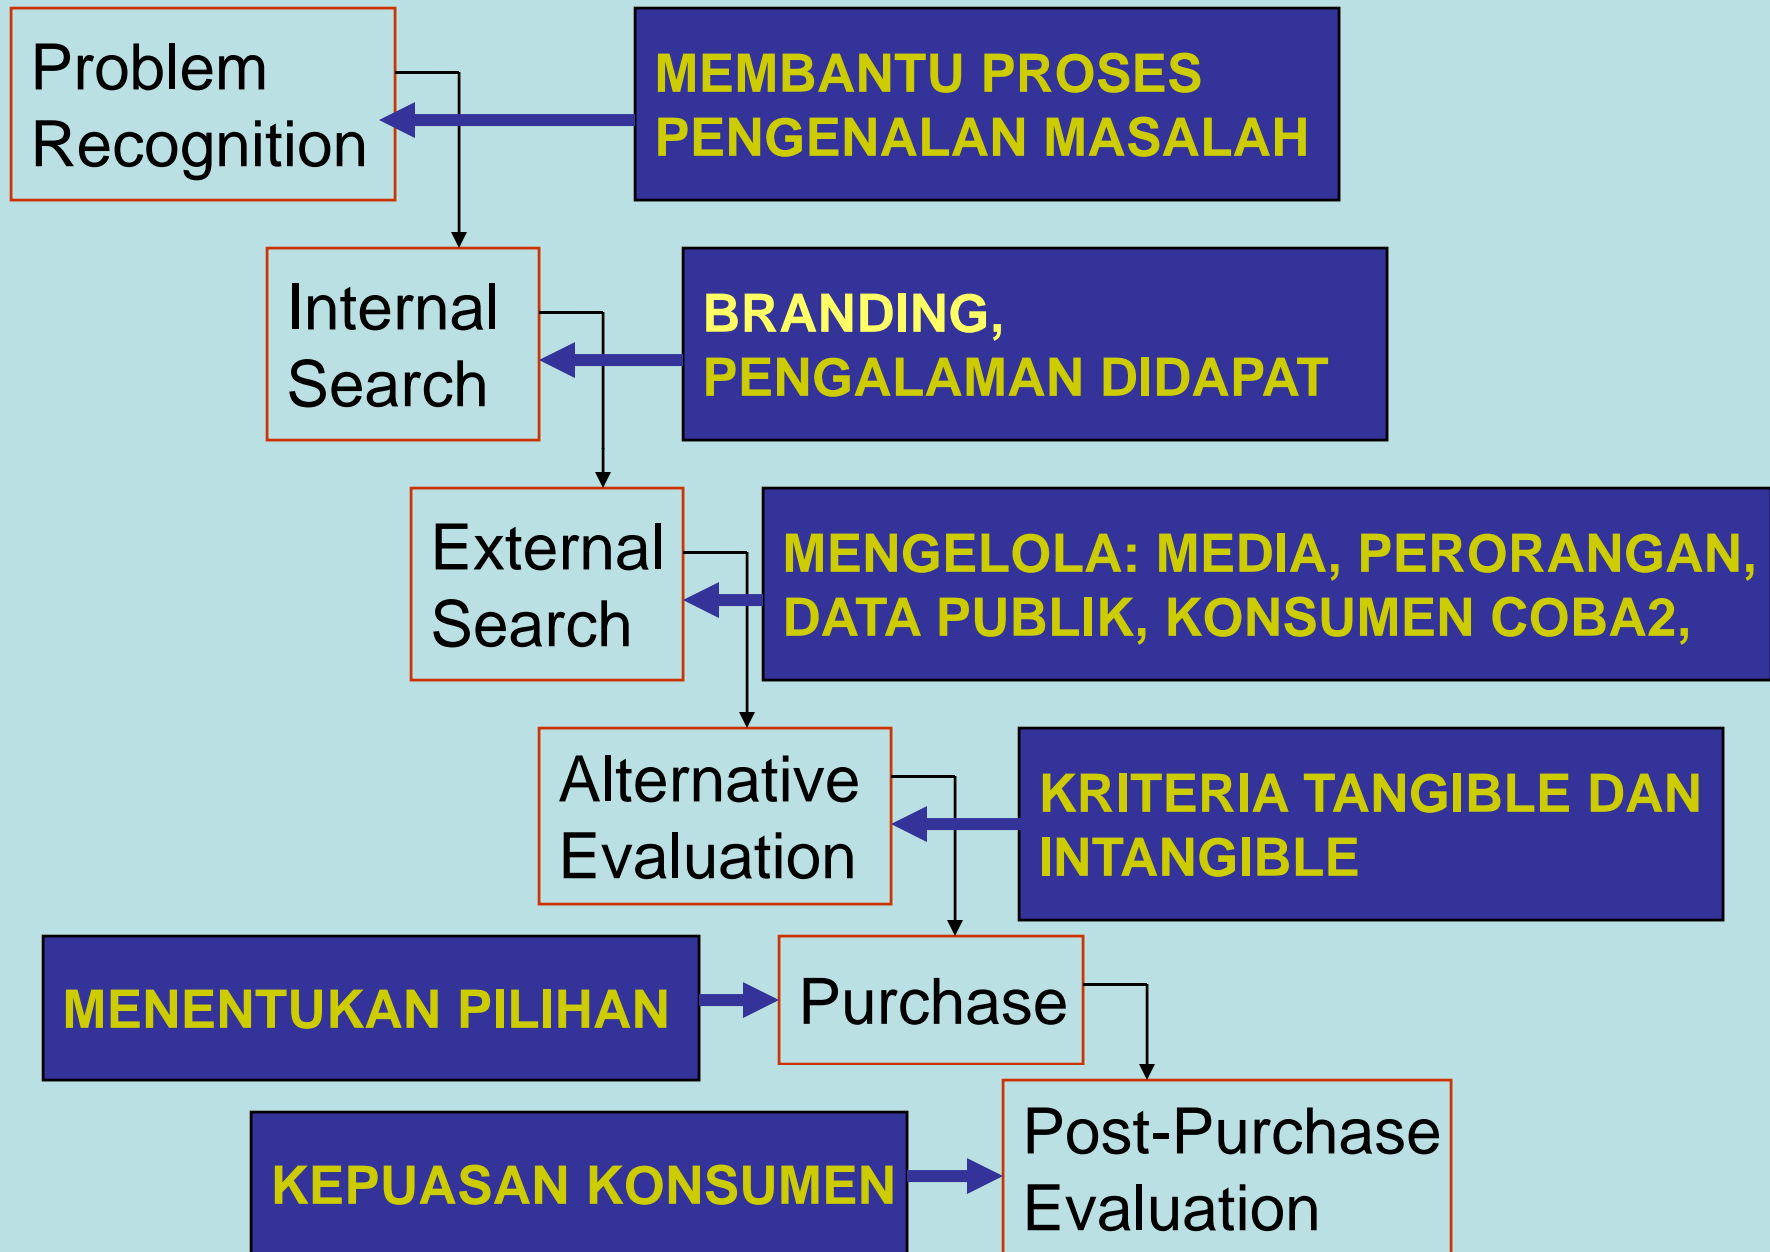 Problem
Recognition
MEMBANTU PROSES
PENGENALAN MASALAH
Internal
Search
BRANDING,
PENGALAMAN DIDAPAT
External
Search
MENGELOLA: MEDIA, PERORANGAN,
DATA PUBLIK, KONSUMEN COBA2,
Alternative
Evaluation
KRITERIA TANGIBLE DAN
INTANGIBLE
MENENTUKAN PILIHAN
Purchase
KEPUASAN KONSUMEN
Post-Purchase
Evaluation